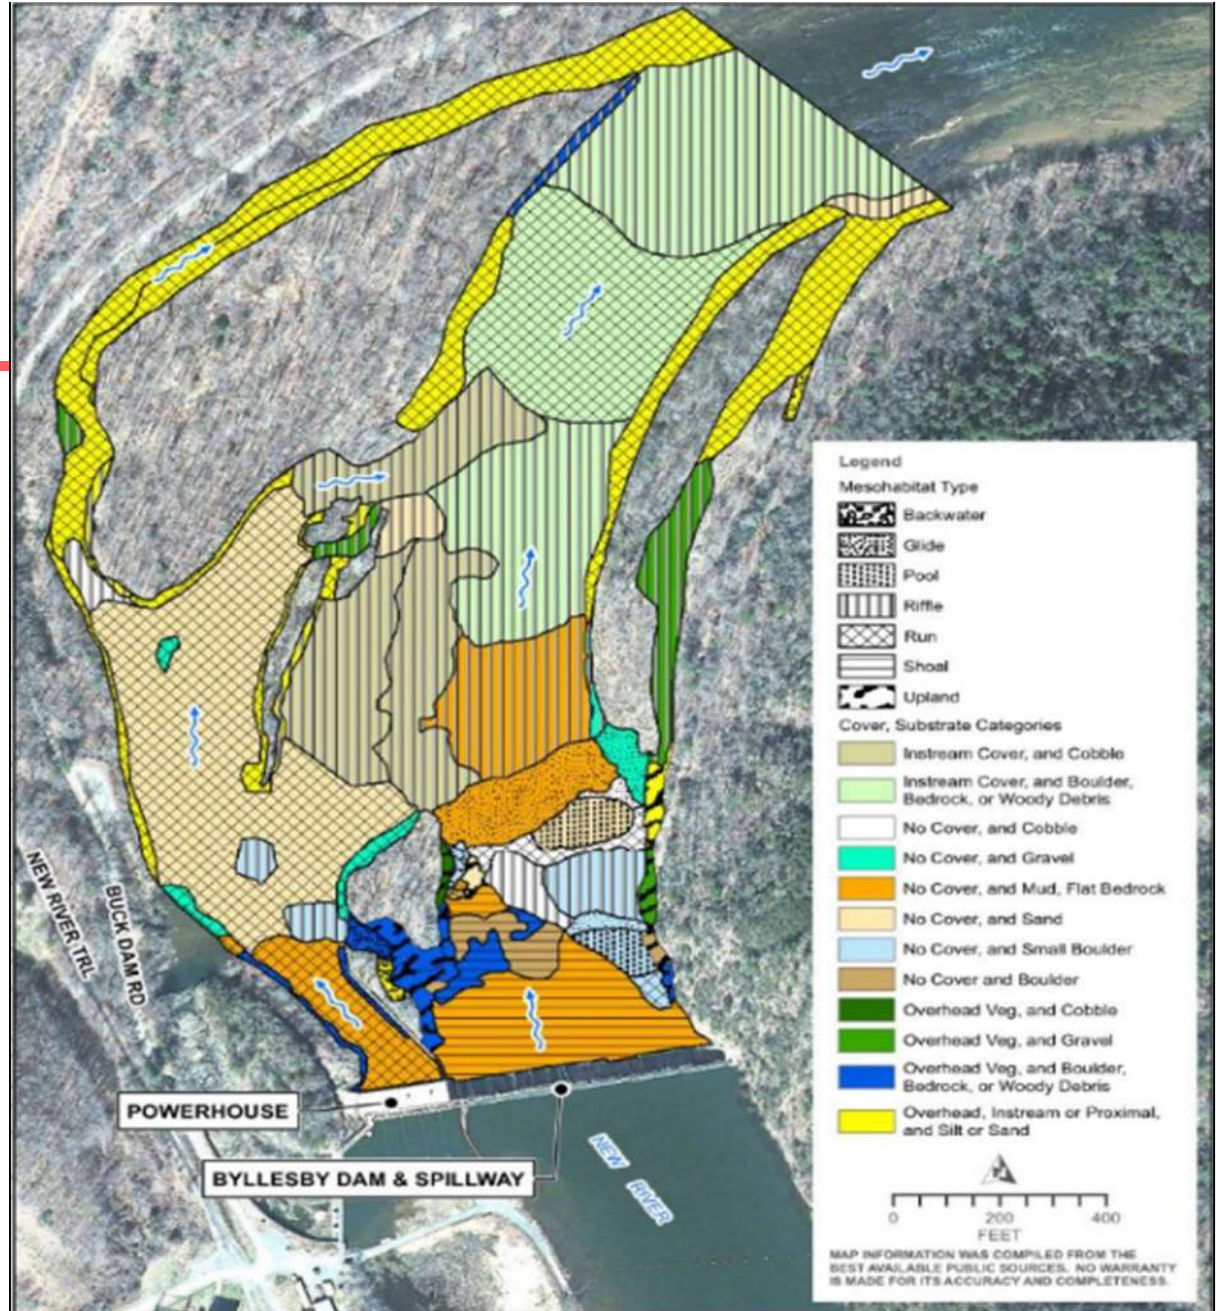 Legend
Mesohabitat Type
Backwater
Glide
Pool
Riffle
Run
Shoal
Upland
Cover, Substrate Categories
Instream Cover, and Cobble
Instream Cover, and Boulder,
Bedrock, or Woody Debris
No Cover, and Cobble
No Cover, and Gravel
No Cover, and Mud, Flat Bedrock
No Cover, and Sand
No Cover, and Small Boulder
No Cover and Boulder
Overhead Veg, and Cobble
Overhead Veg, and Gravel
Overhead Veg, and Boulder,
Bedrock, or Woody Debris
Overhead, Instream or Proximal,
and Silt or Sand
0 200 400
FEET
MAP INFORMATION WAS COMPILED FROM THE
BEST AVAILABLE PUBLIC SOURCES. NO WARRANTY
IS MADE FOR ITS ACCURACY AND COMPLETENESS.
NEW RIVER TRL
BUCK DAM RD
POWERHOUSE
BYLLESBY DAM & SPILLWAY
NEW
RIVER